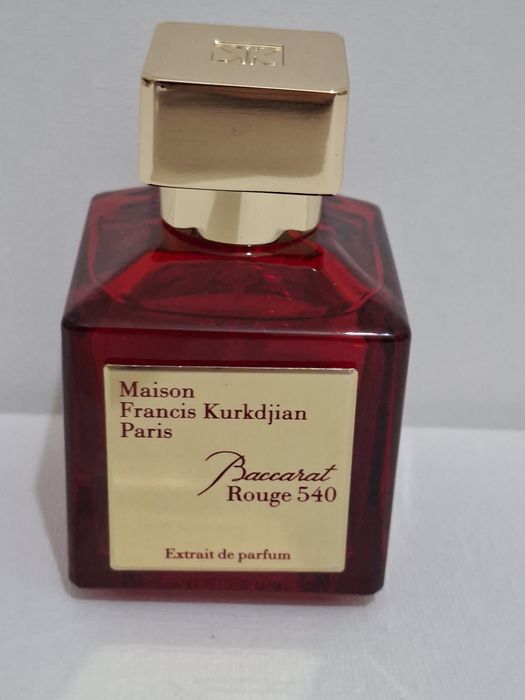 Maison
Francis Kurkdjian
Paris
Baccarat
Rouge 540
Extrait de parfum